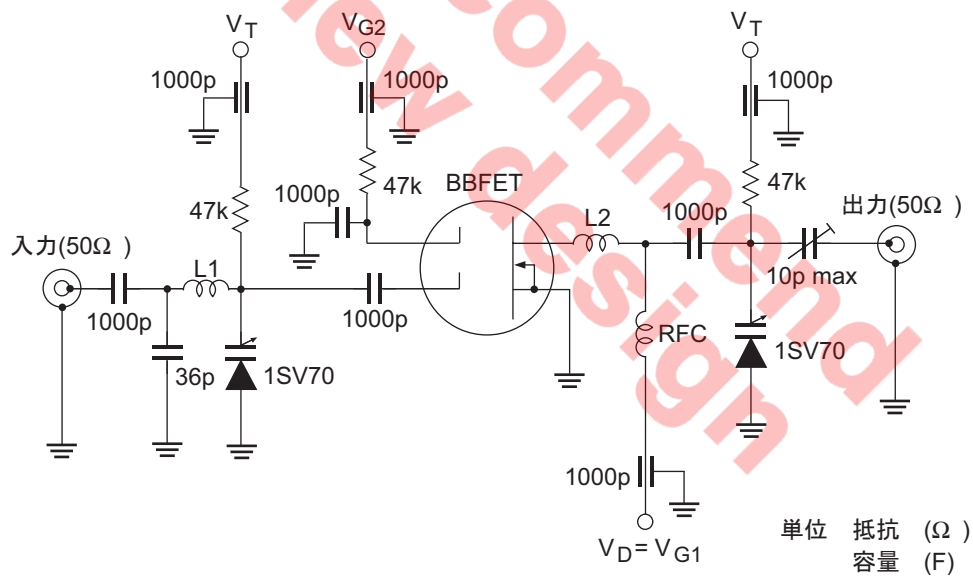 VT
VG2
VT
1000p
1000p
1000p
47k
BBFET
47k
1000p
47k
L2
1000p
出力(50Ω )
入力(50Ω )
L1
10p max
1000p
1000p
RFC
36p
1SV70
1SV70
1000p
VD = VG1
単位 抵抗 (Ω )
容量 (F)
commend
new design